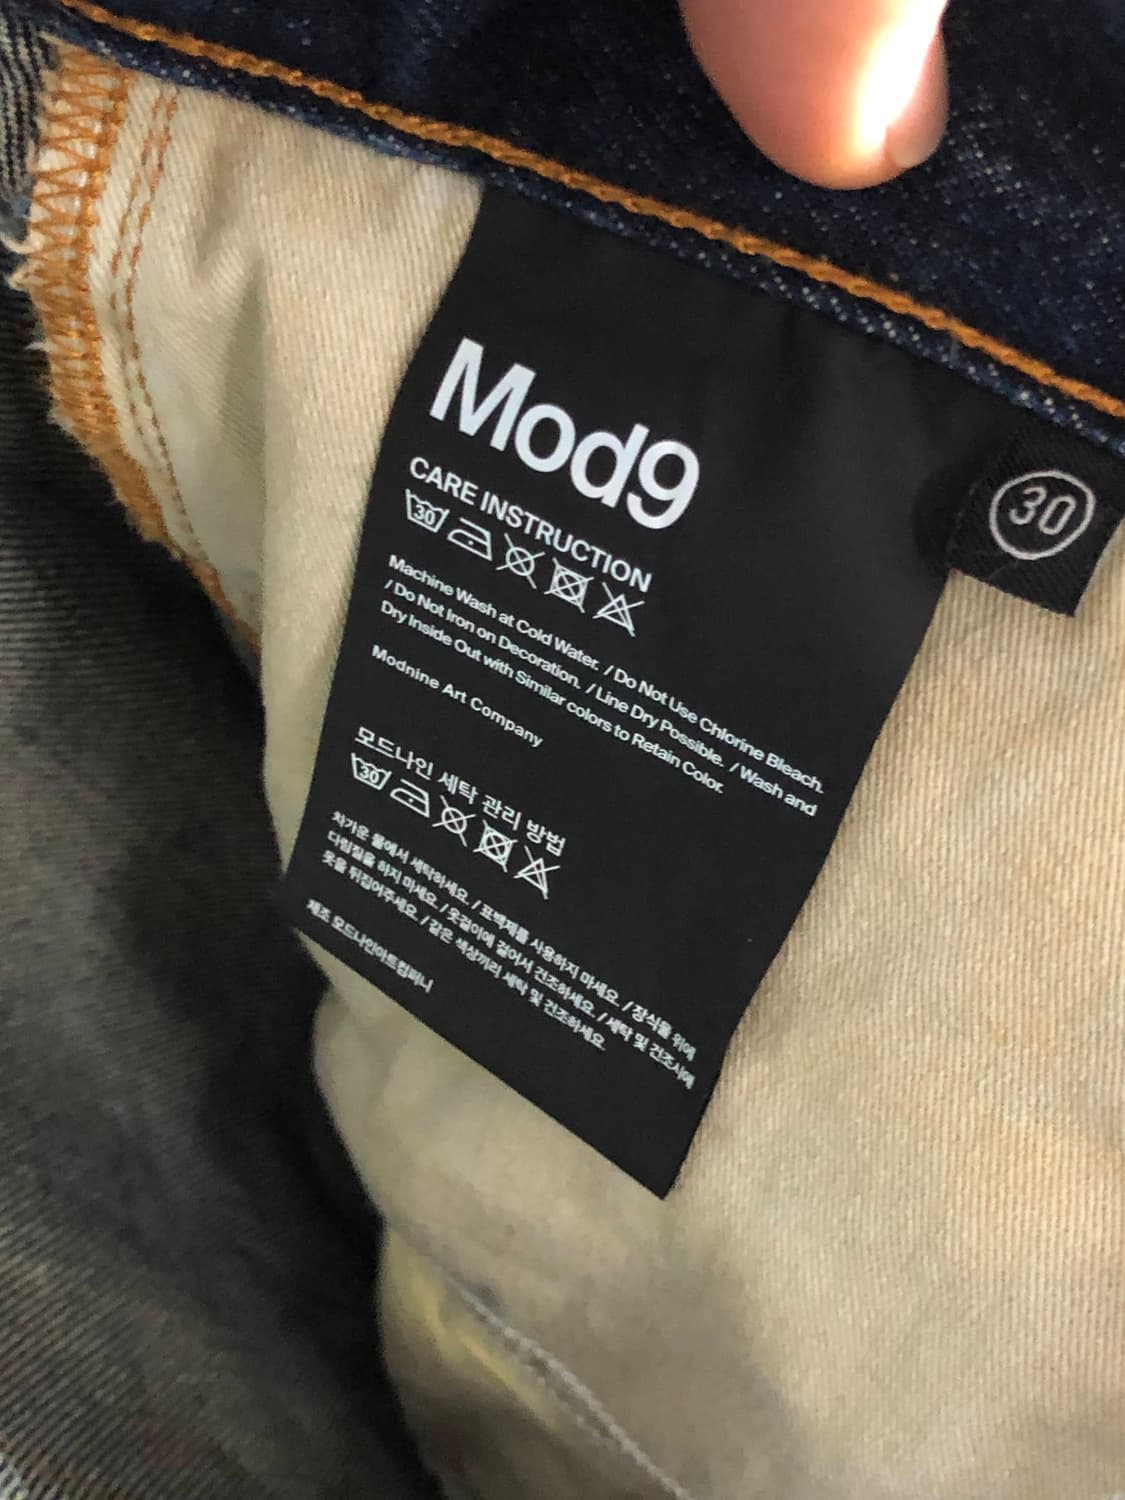 Mod9
CARE INSTRUCTION
30
Machine Wash at Cold Water. / Do Not Use Chlorine Bleach.
/ Do Not Iron on Decoration. / Line Dry Possible. / Wash and
Dry Inside Out with Similar colors to Retain Color.
Modnine Art Company
모드나인 세탁 관리 방법
30
차가운 물에서 세탁하세요. / 표백제를 사용하지 마세요. / 장식물 위에
다림질을 하지 마세요. / 옷걸이에 걸어서 건조하세요. / 세탁 및 건조시에
옷을 뒤집어주세요. / 같은 색상끼리 세탁 및 건조하세요.
제조 모드나인아트컴퍼니
30